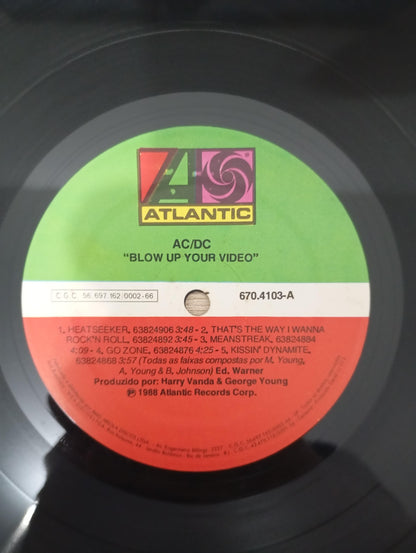 ATLANTIC
AC/DC
"BLOW UP YOUR VIDEO"
C.G.C 56.697.162/0002-66
670.4103-A
1. HEATSEEKER, 63824906 3:48 - 2. THAT'S THE WAY I WANNA
ROCK'N ROLL, 63824892 3:45 - 3. MEANSTREAK, 63824884
4:09 - 4. GO ZONE, 63824876 4:25 - 5. KISSIN' DYNAMITE,
63824868 3:57 (Todas as faixas compostas por M. Young,
A. Young & B. Johnson) Ed. Warner
Produzido por: Harry Vanda & George Young
℗ 1988 Atlantic Records Corp.